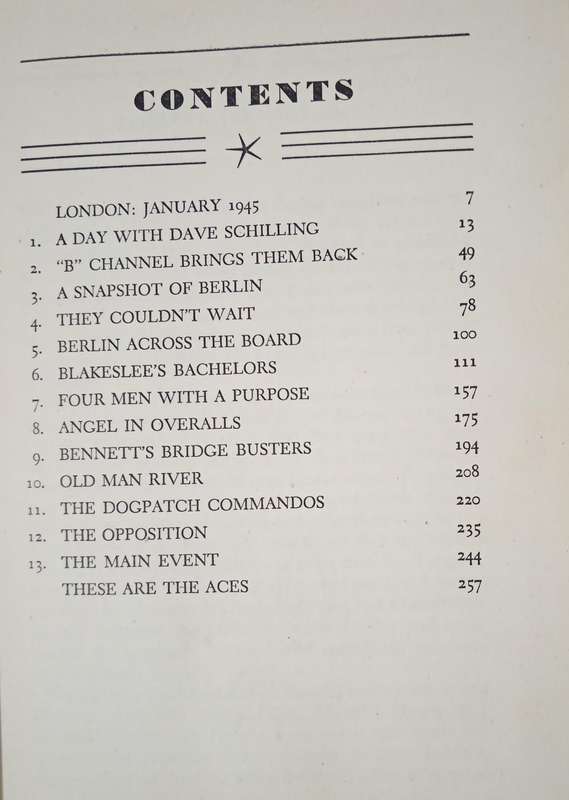 CONTENTS
LONDON: JANUARY 1945 7
1. A DAY WITH DAVE SCHILLING 13
2. "B" CHANNEL BRINGS THEM BACK 49
3. A SNAPSHOT OF BERLIN 63
4. THEY COULDN'T WAIT 78
5. BERLIN ACROSS THE BOARD 100
6. BLAKESLEE'S BACHELORS 111
7. FOUR MEN WITH A PURPOSE 157
8. ANGEL IN OVERALLS 175
9. BENNETT'S BRIDGE BUSTERS 194
10. OLD MAN RIVER 208
11. THE DOGPATCH COMMANDOS 220
12. THE OPPOSITION 235
13. THE MAIN EVENT 244
THESE ARE THE ACES 257